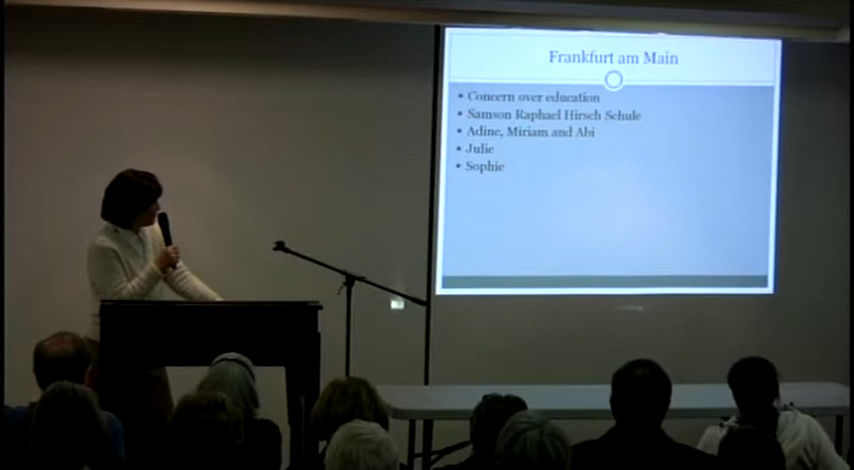 Frankfurt am Main
• Concern over education
• Samson Raphael Hirsch Schule
• Adine, Miriam and Abi
• Julie
• Sophie